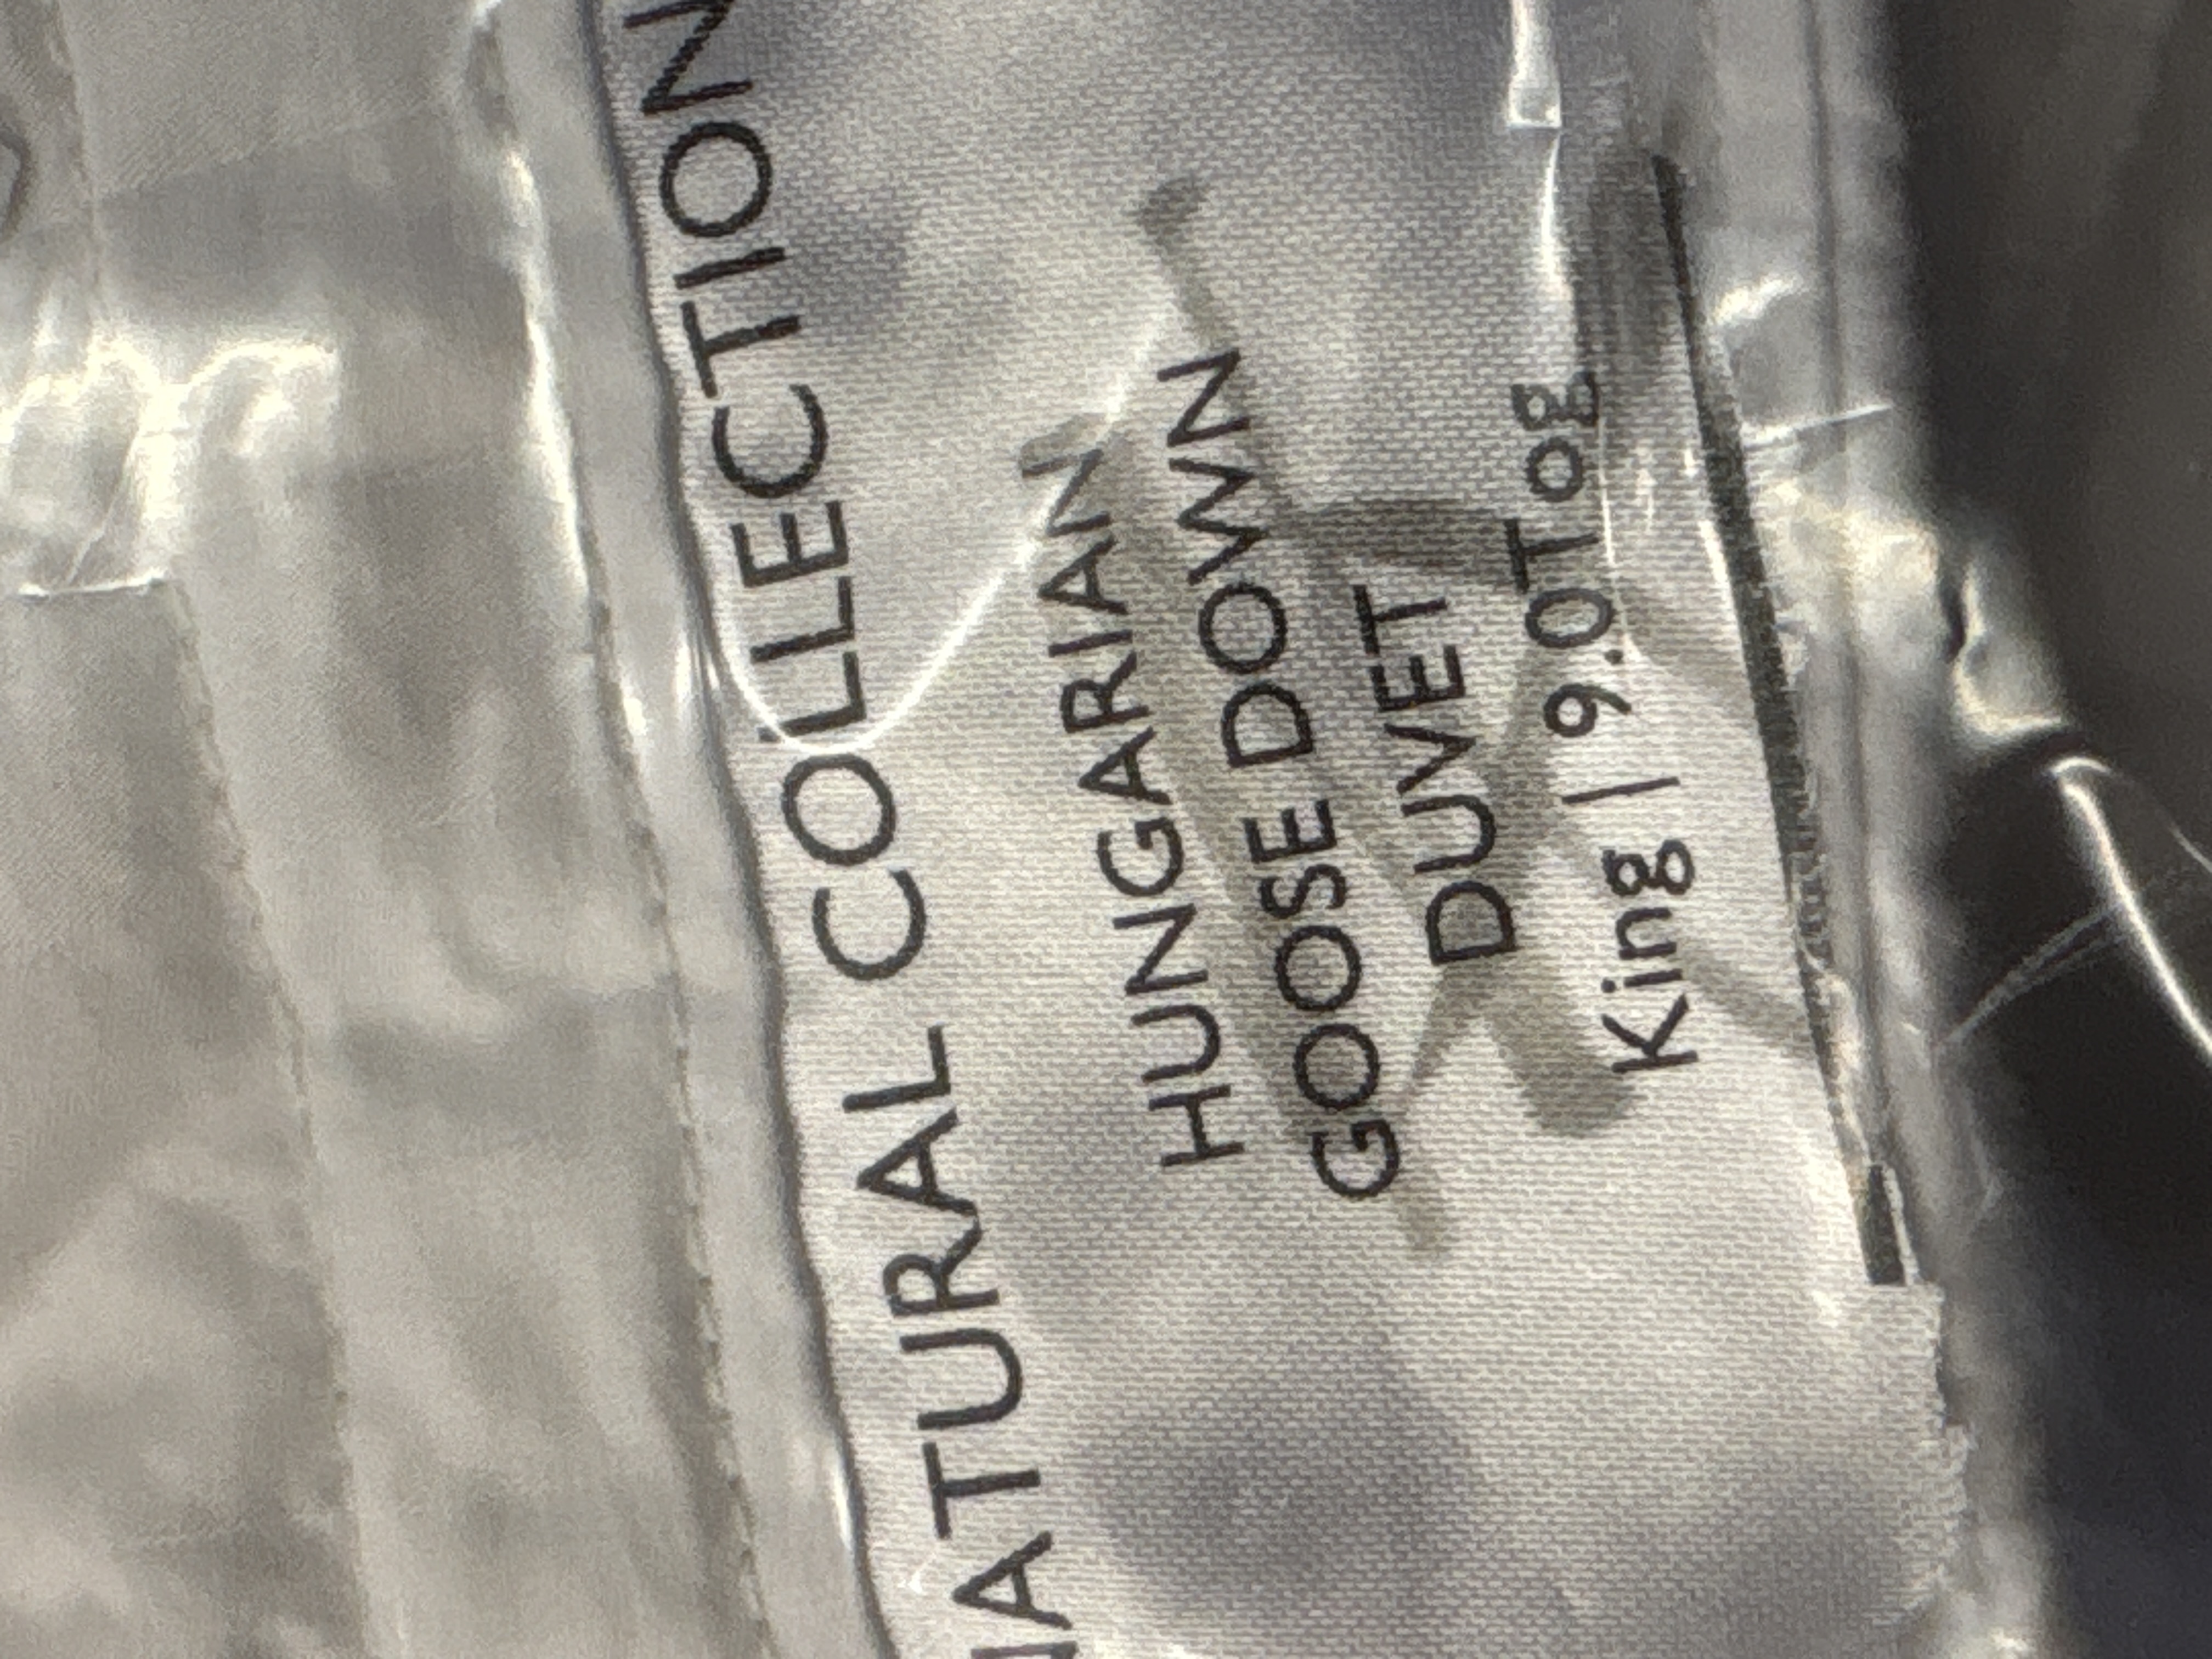 NATURAL COLLECTION
HUNGARIAN
GOOSE DOWN
DUVET
King | 9.0Tog